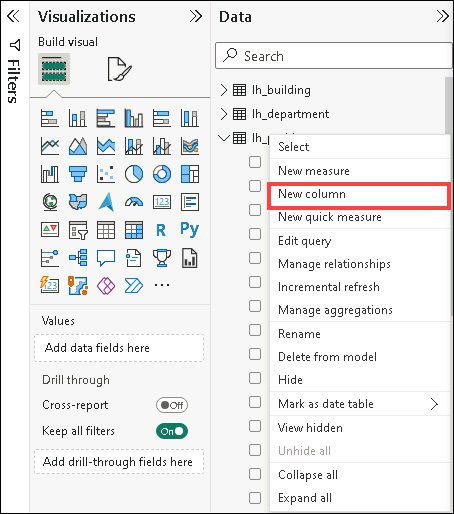 Filters
Visualizations
Build visual
Values
Add data fields here
Drill through
Cross-report
Off
Keep all filters
On
Add drill-through fields here
Data
Search
lh_building
lh_department
Select
New measure
New column
New quick measure
Edit query
Manage relationships
Incremental refresh
Manage aggregations
Rename
Delete from model
Hide
Mark as date table
View hidden
Unhide all
Collapse all
Expand all